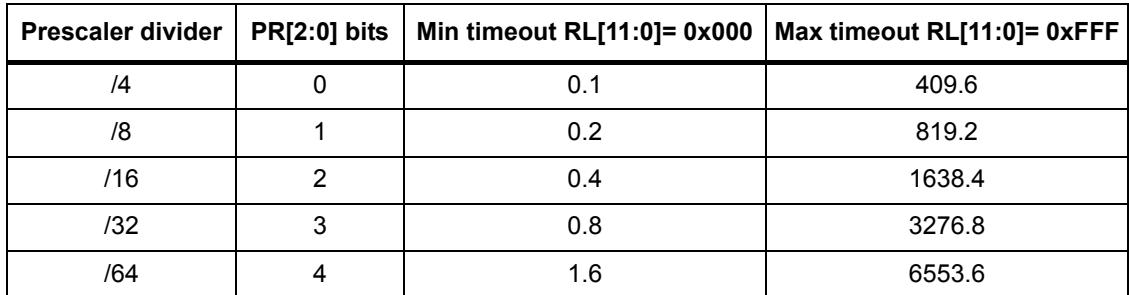 Prescaler divider PR[2:0] bits Min timeout RL[11:0]= 0x000 Max timeout RL[11:0]= 0xFFF
/4 0 0.1 409.6
/8 1 0.2 819.2
/16 2 0.4 1638.4
/32 3 0.8 3276.8
/64 4 1.6 6553.6